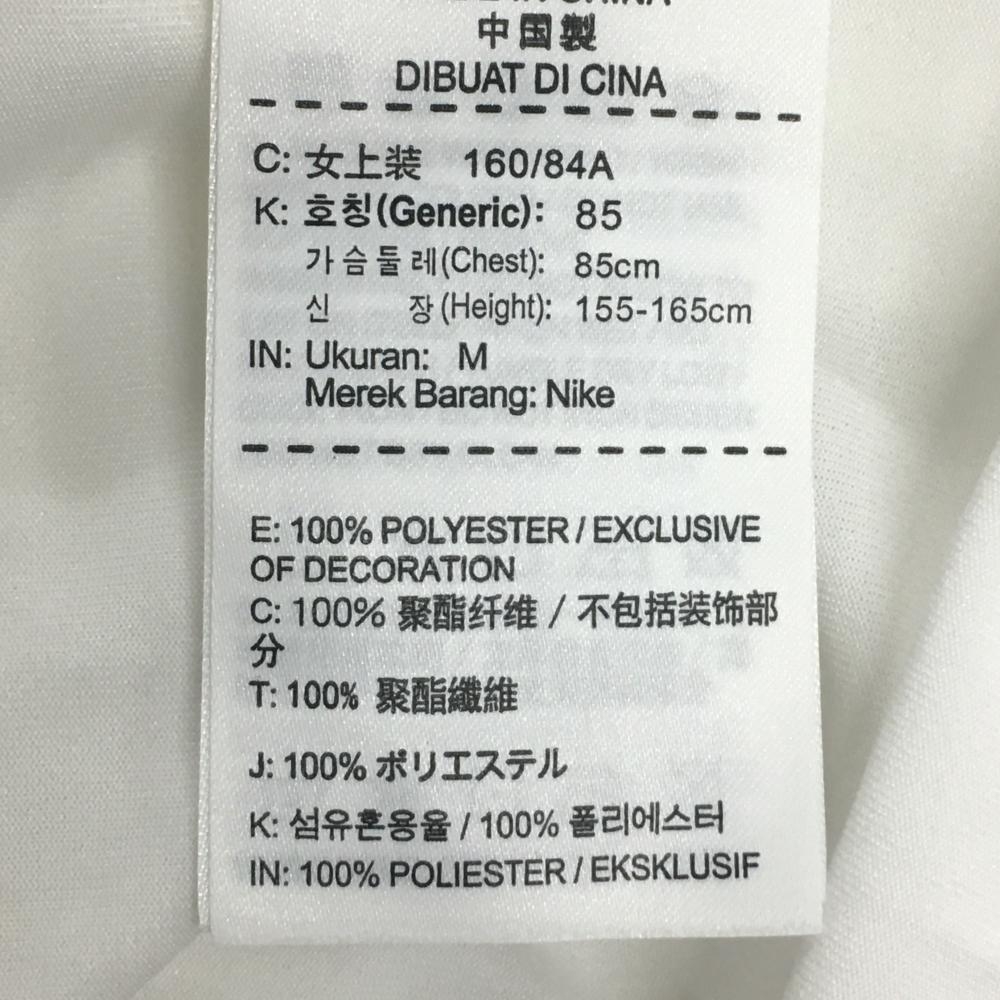 中国製
DIBUAT DI CINA
C: 女上装 160/84A
K: 호칭(Generic): 85
가슴둘레(Chest): 85cm
신 장(Height): 155-165cm
IN: Ukuran: M
Merek Barang: Nike
E: 100% POLYESTER / EXCLUSIVE
OF DECORATION
C: 100% 聚酯纤维 / 不包括装饰部
分
T: 100% 聚酯纖維
J: 100% ポリエステル
K: 섬유혼용율 / 100% 폴리에스터
IN: 100% POLIESTER / EKSKLUSIF